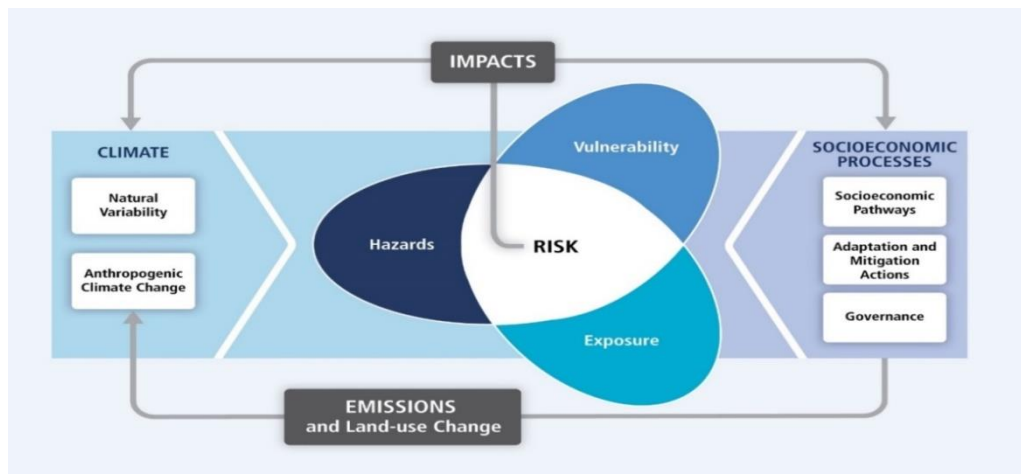 IMPACTS
CLIMATE
Natural
Variability
Anthropogenic
Climate Change
Hazards
Vulnerability
RISK
Exposure
SOCIOECONOMIC
PROCESSES
Socioeconomic
Pathways
Adaptation and
Mitigation
Actions
Governance
EMISSIONS
and Land-use Change